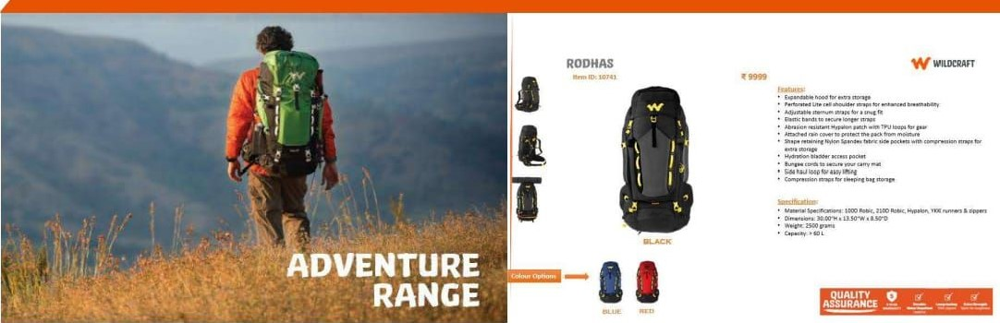 ADVENTURE
RANGE
RODHAS
Item ID: 10741
₹ 9999
WILDCRAFT
Features:
• Expandable hood for extra storage
• Perforated Lite cell shoulder straps for enhanced breathability
• Adjustable sternum straps for a snug fit
• Elastic bands to secure longer straps
• Abrasion resistant Hypalon patch with TPU loops for gear
• Attached rain cover to protect the pack from moisture
• Shape retaining Nylon Spandex fabric side pockets with compression straps for
extra storage
• Hydration bladder access pocket
• Bungee cords to secure your carry mat
• Side haul loop for easy lifting
• Compression straps for sleeping bag storage
Specification:
• Material Specifications: 100D Robic, 210D Robic, Hypalon, YKK runners & zippers
• Dimensions: 30.00"H x 13.50"W x 8.50"D
• Weight: 2500 grams
• Capacity: > 60 L
BLACK
Colour Options
BLUE
RED
QUALITY
ASSURANCE